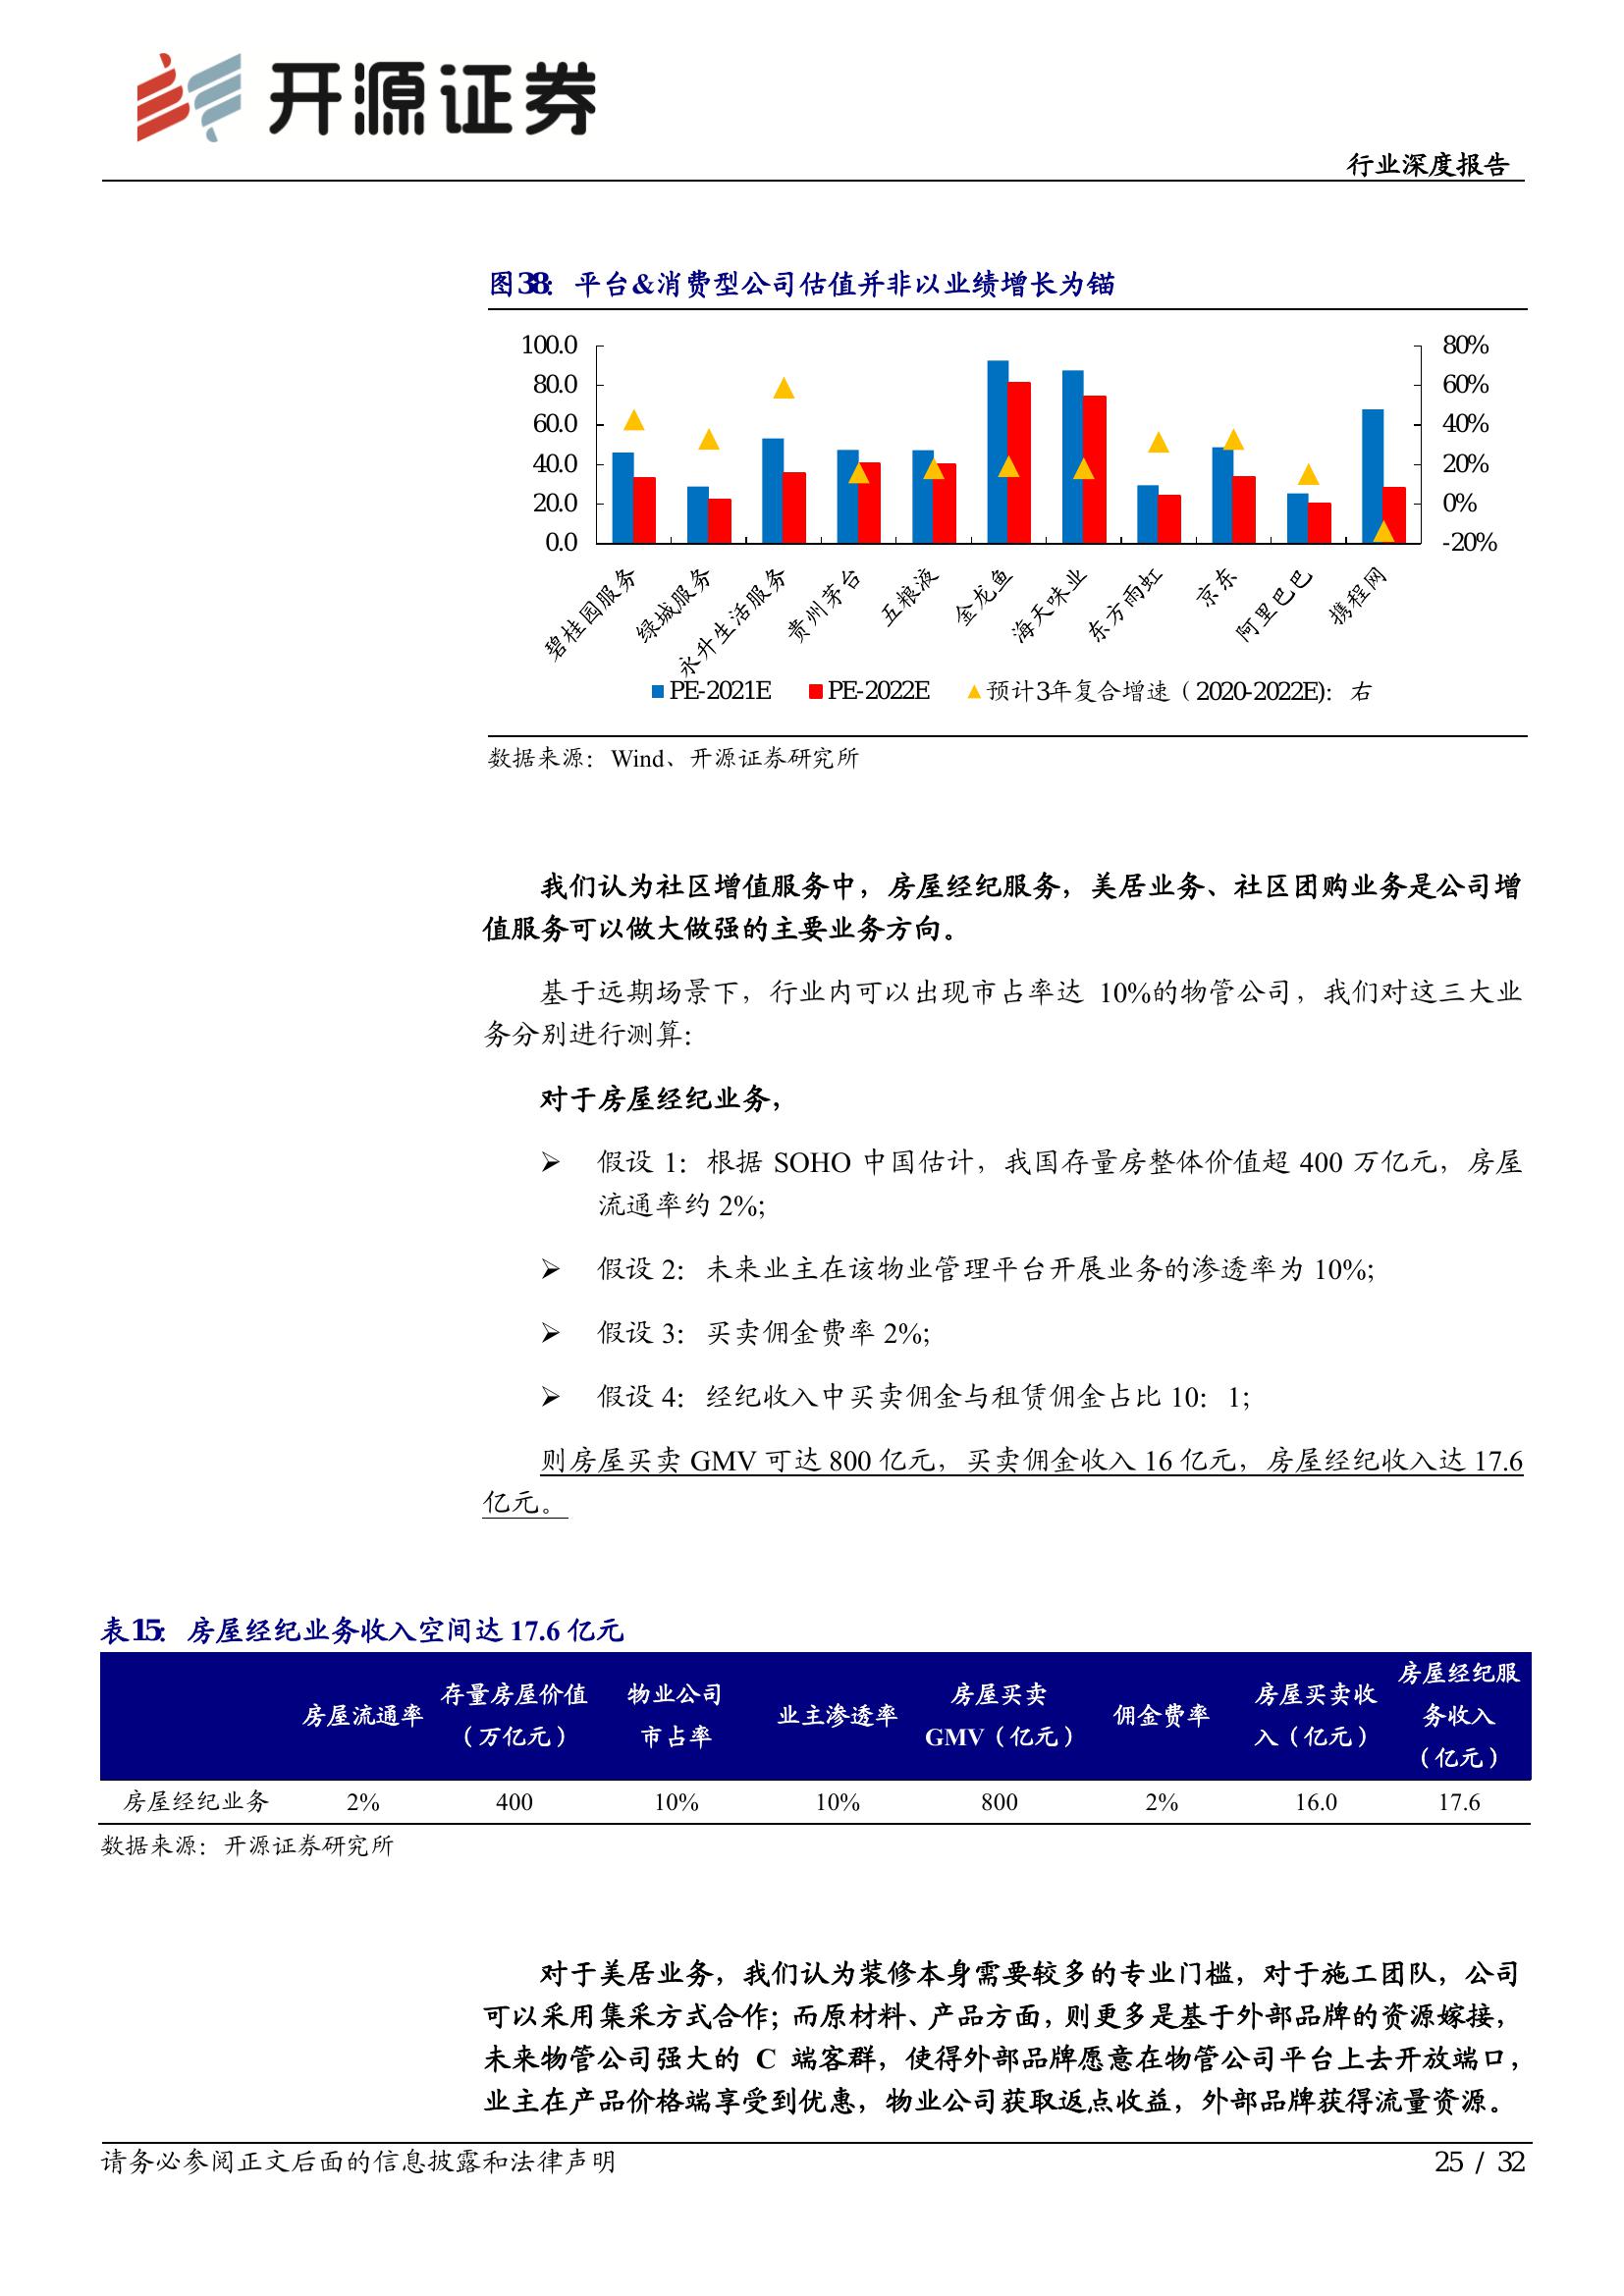 开源证券
行业深度报告
图38：平台&消费型公司估值并非以业绩增长为锚
100.0
80.0
60.0
40.0
20.0
0.0
80%
60%
40%
20%
0%
-20%
碧桂园服务
绿城服务
永升生活服务
贵州茅台
五粮液
金龙鱼
海天味业
东方雨虹
京东
阿里巴巴
携程网
PE-2021E PE-2022E 预计3年复合增速（2020-2022E)：右
数据来源：Wind、开源证券研究所
我们认为社区增值服务中，房屋经纪服务，美居业务、社区团购业务是公司增
值服务可以做大做强的主要业务方向。
基于远期场景下，行业内可以出现市占率达 10%的物管公司，我们对这三大业
务分别进行测算：
对于房屋经纪业务，
➢ 假设 1：根据 SOHO 中国估计，我国存量房整体价值超 400 万亿元，房屋
流通率约 2%；
➢ 假设 2：未来业主在该物业管理平台开展业务的渗透率为 10%；
➢ 假设 3：买卖佣金费率 2%；
➢ 假设 4：经纪收入中买卖佣金与租赁佣金占比 10：1；
则房屋买卖 GMV 可达 800 亿元，买卖佣金收入 16 亿元，房屋经纪收入达 17.6
亿元。
表15：房屋经纪业务收入空间达 17.6 亿元
房屋流通率
存量房屋价值
（万亿元）
物业公司
市占率
业主渗透率
房屋买卖
GMV（亿元）
佣金费率
房屋买卖收
入（亿元）
房屋经纪服
务收入
（亿元）
房屋经纪业务 2% 400 10% 10% 800 2% 16.0 17.6
数据来源：开源证券研究所
对于美居业务，我们认为装修本身需要较多的专业门槛，对于施工团队，公司
可以采用集采方式合作；而原材料、产品方面，则更多是基于外部品牌的资源嫁接，
未来物管公司强大的 C 端客群，使得外部品牌愿意在物管公司平台上去开放端口，
业主在产品价格端享受到优惠，物业公司获取返点收益，外部品牌获得流量资源。
请务必参阅正文后面的信息披露和法律声明
25 / 32